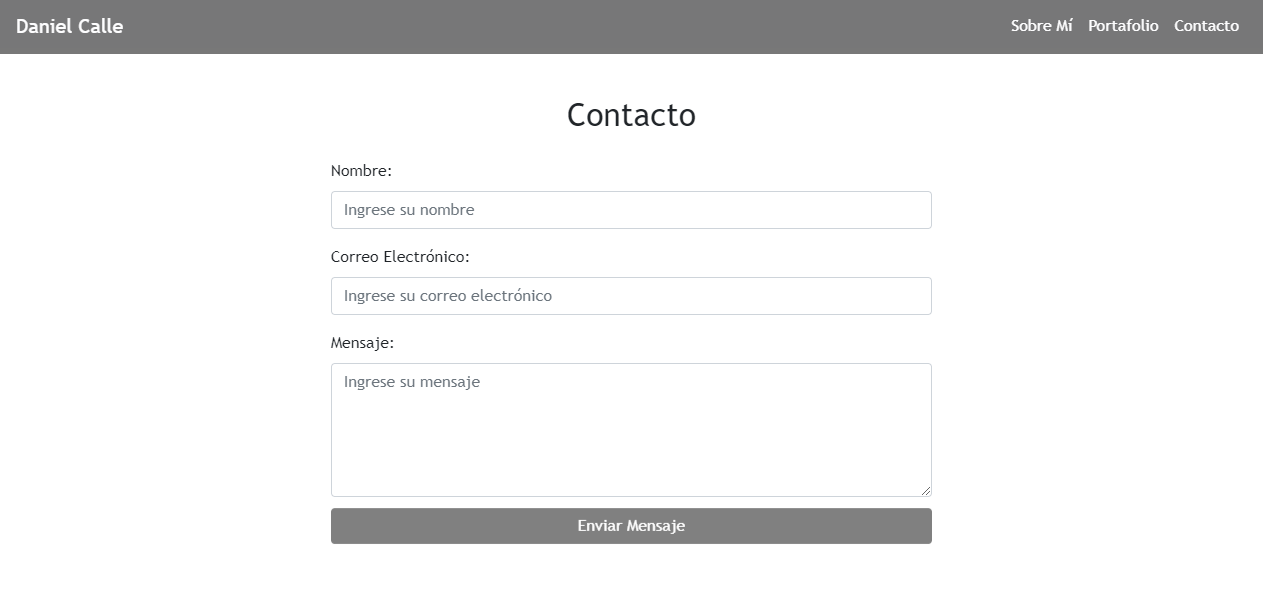 Daniel Calle
Sobre Mí Portafolio Contacto
Contacto
Nombre:
Ingrese su nombre
Correo Electrónico:
Ingrese su correo electrónico
Mensaje:
Ingrese su mensaje
Enviar Mensaje